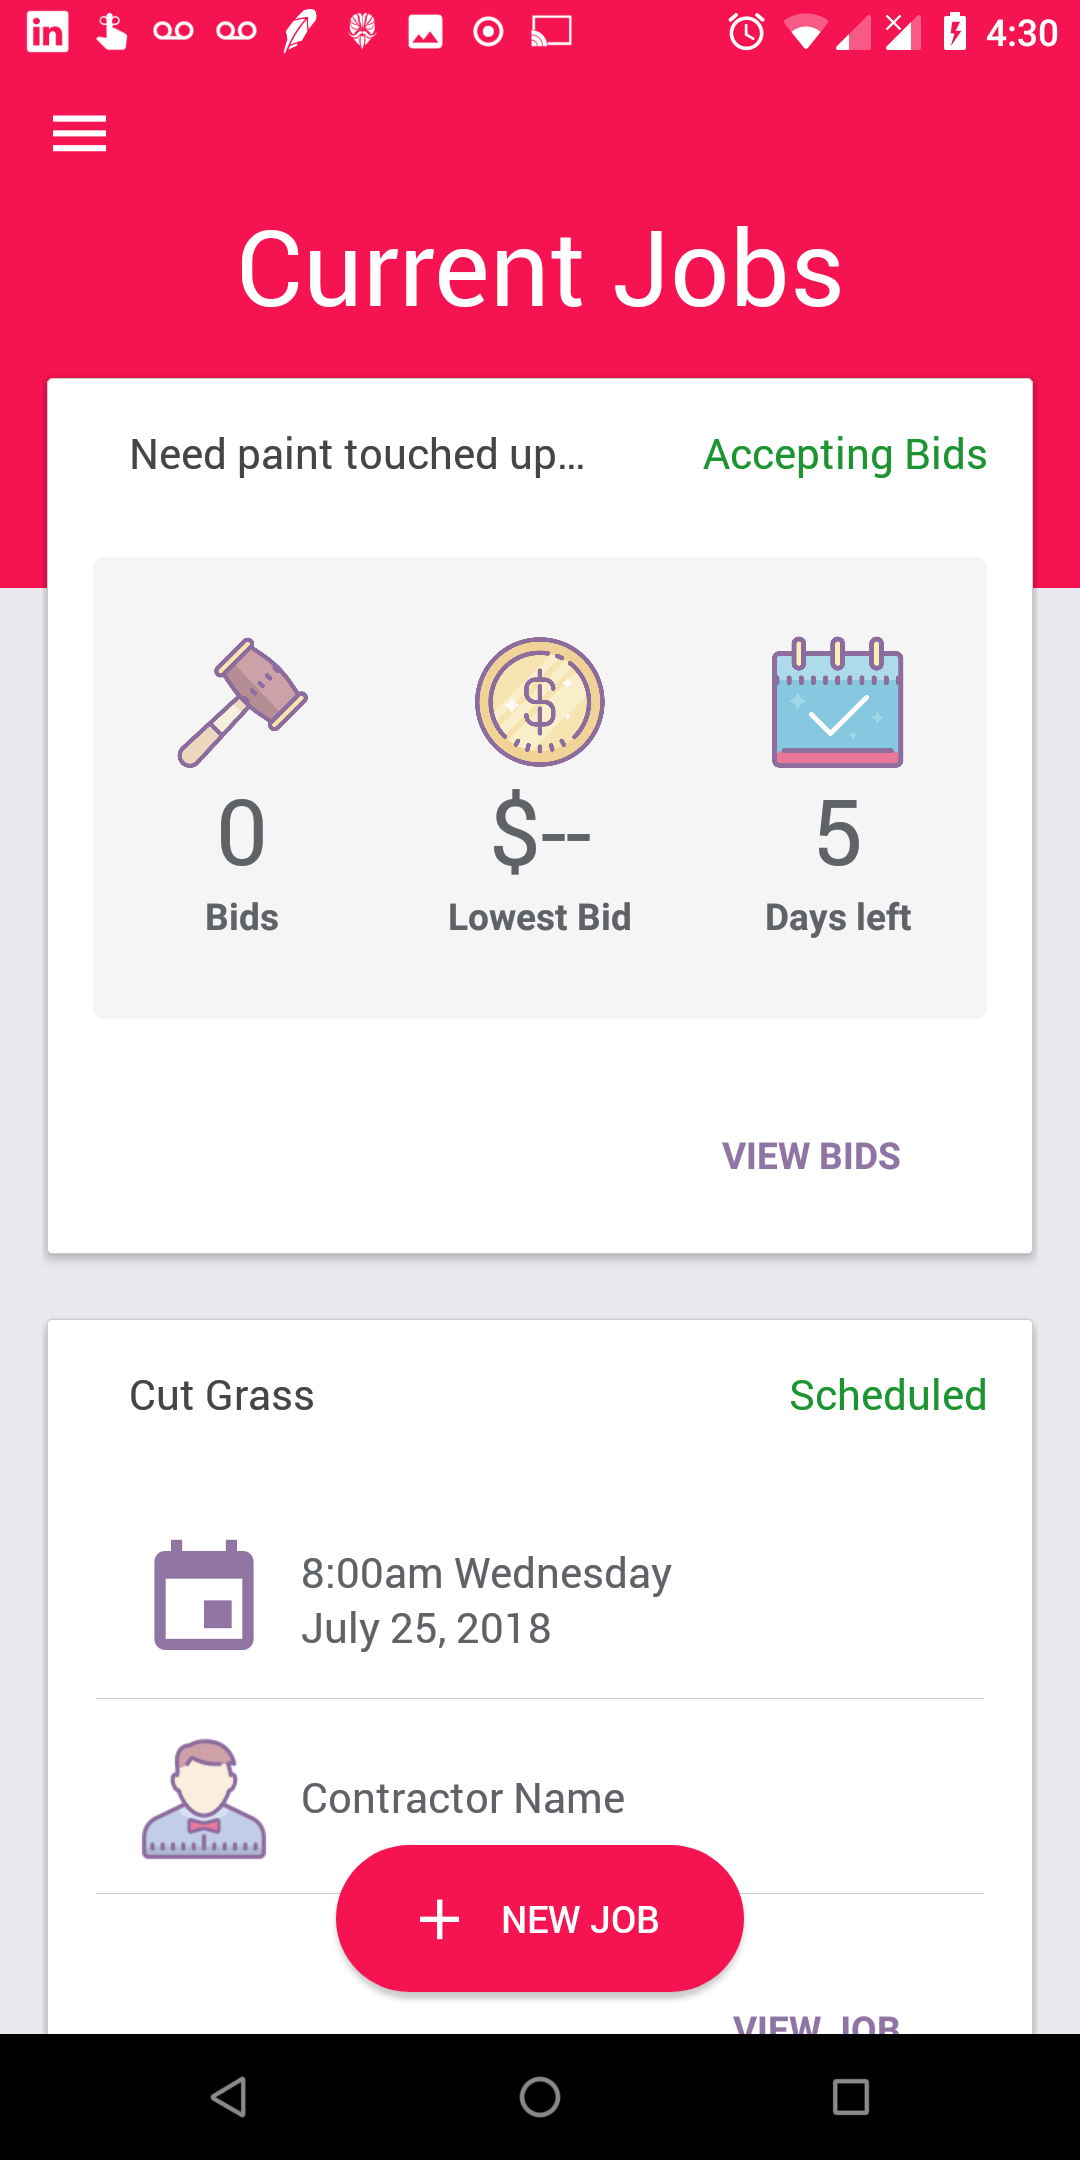 4:30
Current Jobs
Need paint touched up...
Accepting Bids
0
$--
5
Bids
Lowest Bid
Days left
VIEW BIDS
Cut Grass
Scheduled
8:00am Wednesday
July 25, 2018
Contractor Name
NEW JOB
VIEW JOB